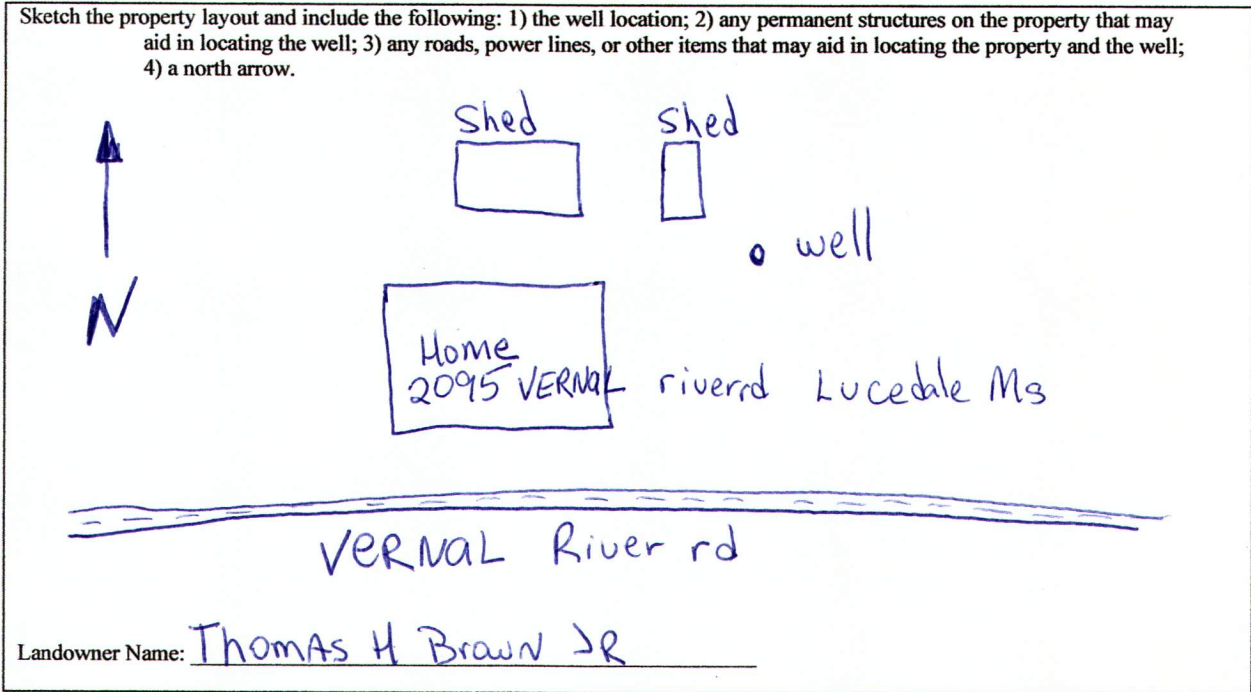 Sketch the property layout and include the following: 1) the well location; 2) any permanent structures on the property that may
aid in locating the well; 3) any roads, power lines, or other items that may aid in locating the property and the well;
4) a north arrow.
Shed Shed
well
N
Home
2095 VERNaL riverrd Lucedale Ms
VeRNaL River rd
Landowner Name: ThomAs H BrowN JR